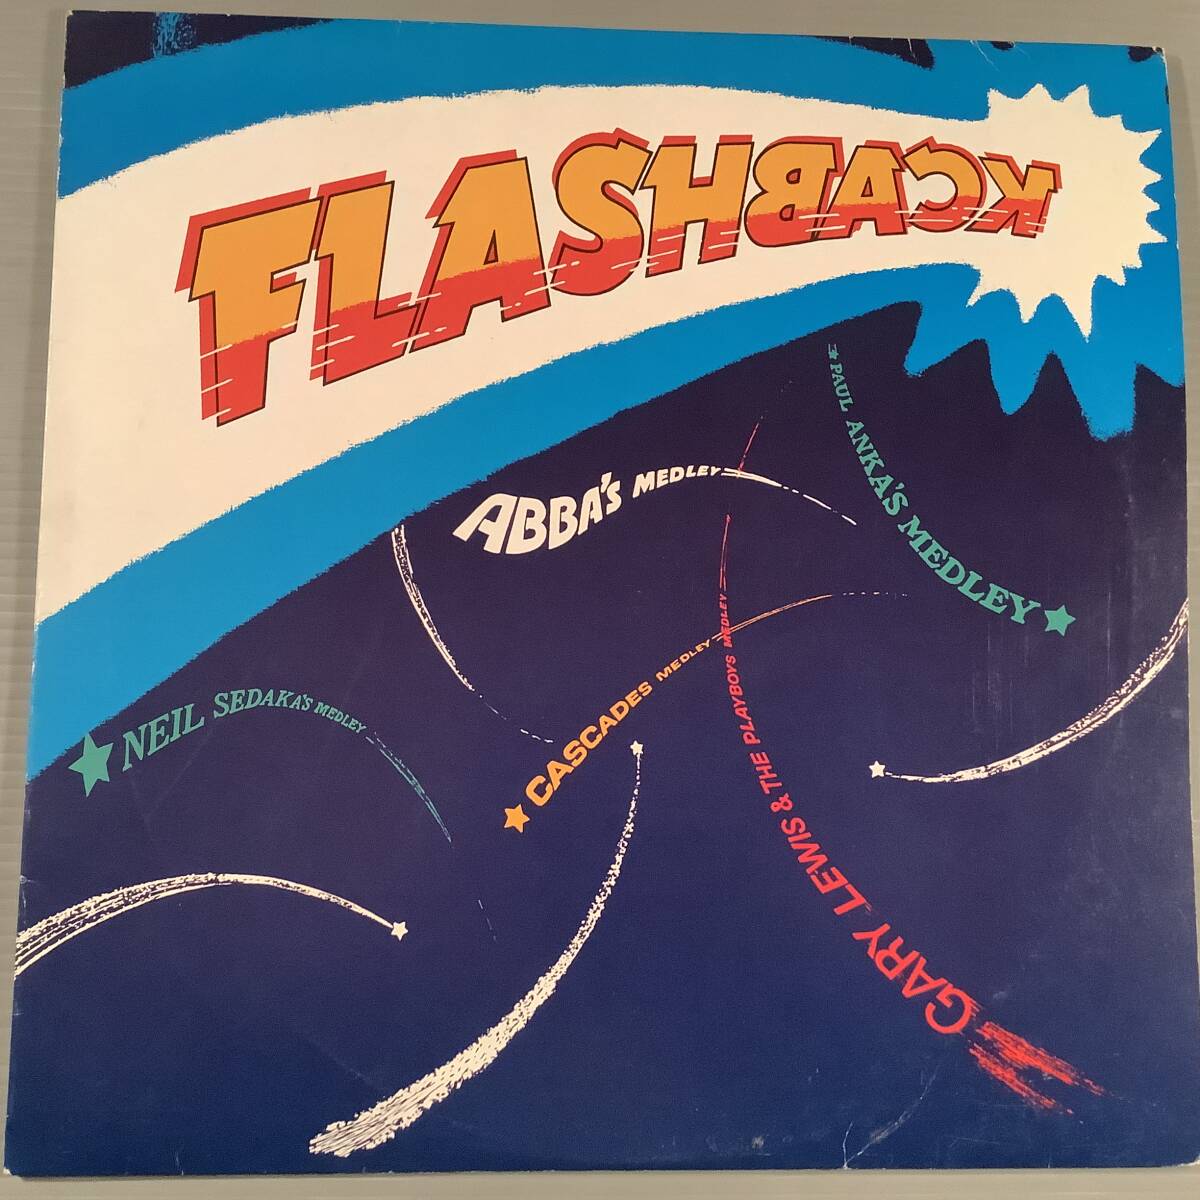 FLASHBACK
PAUL ANKA'S MEDLEY
ABBA'S MEDLEY
NEIL SEDAKA'S MEDLEY
CASCADES MEDLEY
GARY LEWIS & THE PLAYBOYS MEDLEY